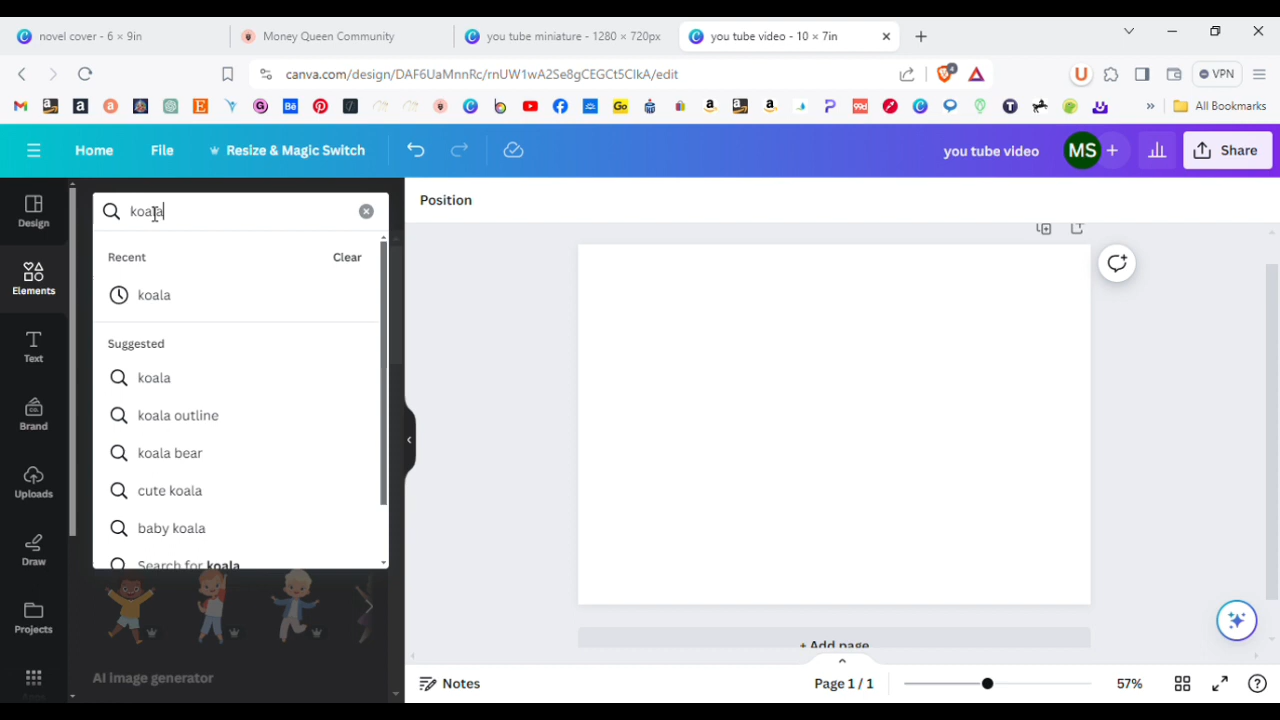 novel cover - 6 × 9in
Money Queen Community
you tube miniature - 1280 × 720px
you tube video - 10 × 7in
canva.com/design/DAF6UaMnnRc/rnUW1wA2Se8gCEGCt5ClkA/edit
VPN
All Bookmarks
Home
File
Resize & Magic Switch
you tube video
MS
Share
Design
Elements
Text
Brand
Uploads
Draw
Projects
Apps
koala
Recent
Clear
koala
Suggested
koala
koala outline
koala bear
cute koala
baby koala
Search for koala
AI image generator
Position
+ Add page
Notes
Page 1 / 1
57%